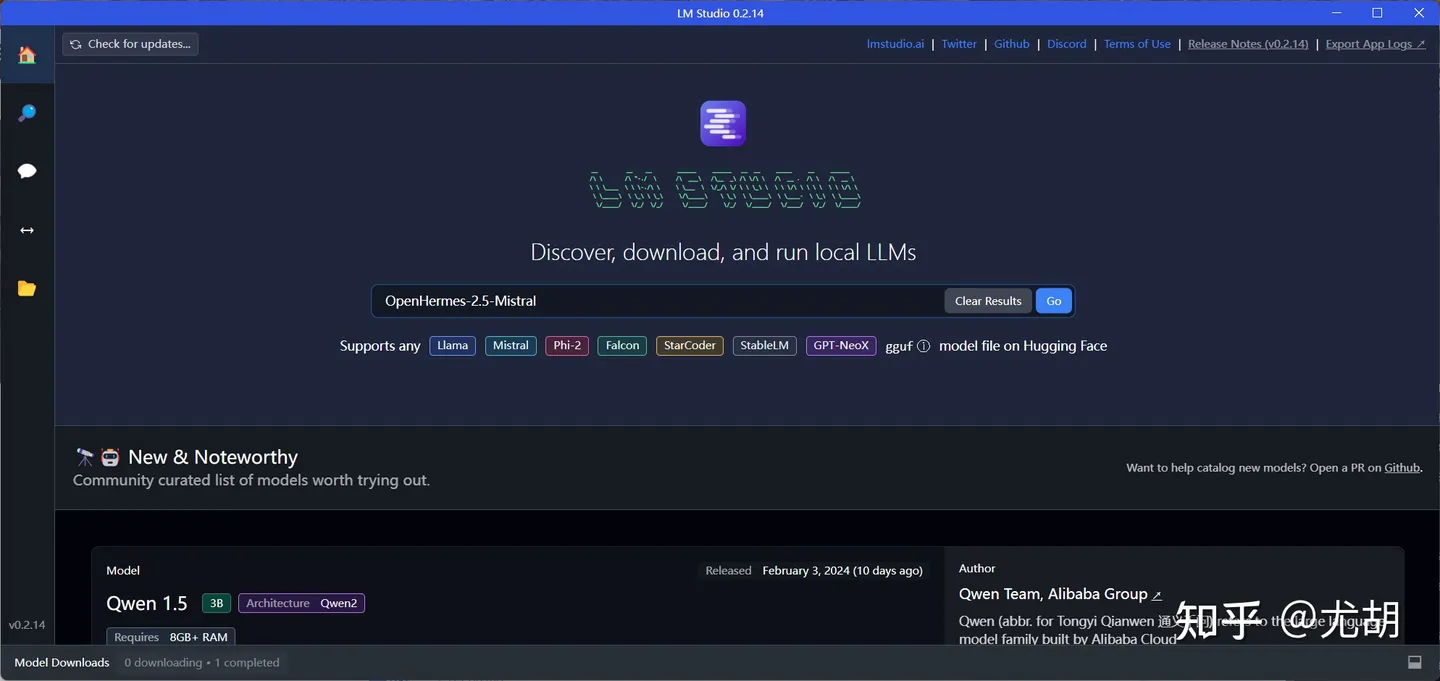 LM Studio 0.2.14
Check for updates...
lmstudio.ai | Twitter | Github | Discord | Terms of Use | Release Notes (v0.2.14) | Export App Logs ↗
LM STUDIO
Discover, download, and run local LLMs
OpenHermes-2.5-Mistral Clear Results Go
Supports any Llama Mistral Phi-2 Falcon StarCoder StableLM GPT-NeoX gguf ⓘ model file on Hugging Face
New & Noteworthy
Community curated list of models worth trying out.
Want to help catalog new models? Open a PR on Github.
Model
Released February 3, 2024 (10 days ago)
Qwen 1.5 3B Architecture Qwen2
Requires 8GB+ RAM
Author
Qwen Team, Alibaba Group ↗
Qwen (abbr. for Tongyi Qianwen 通义 refers to the large language
model family built by Alibaba Cloud
知乎 @尤胡
v0.2.14
Model Downloads 0 downloading • 1 completed